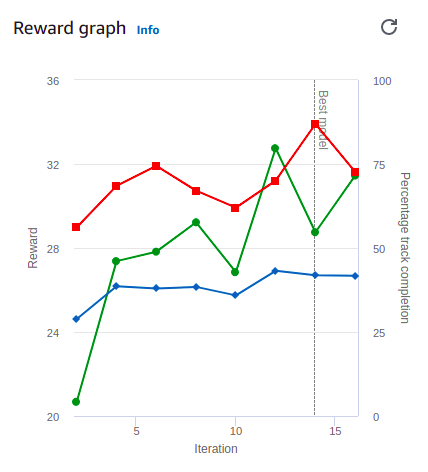 Reward graph Info
36
32
28
24
20
100
75
50
25
0
5
10
15
Reward
Percentage track completion
Iteration
Best model